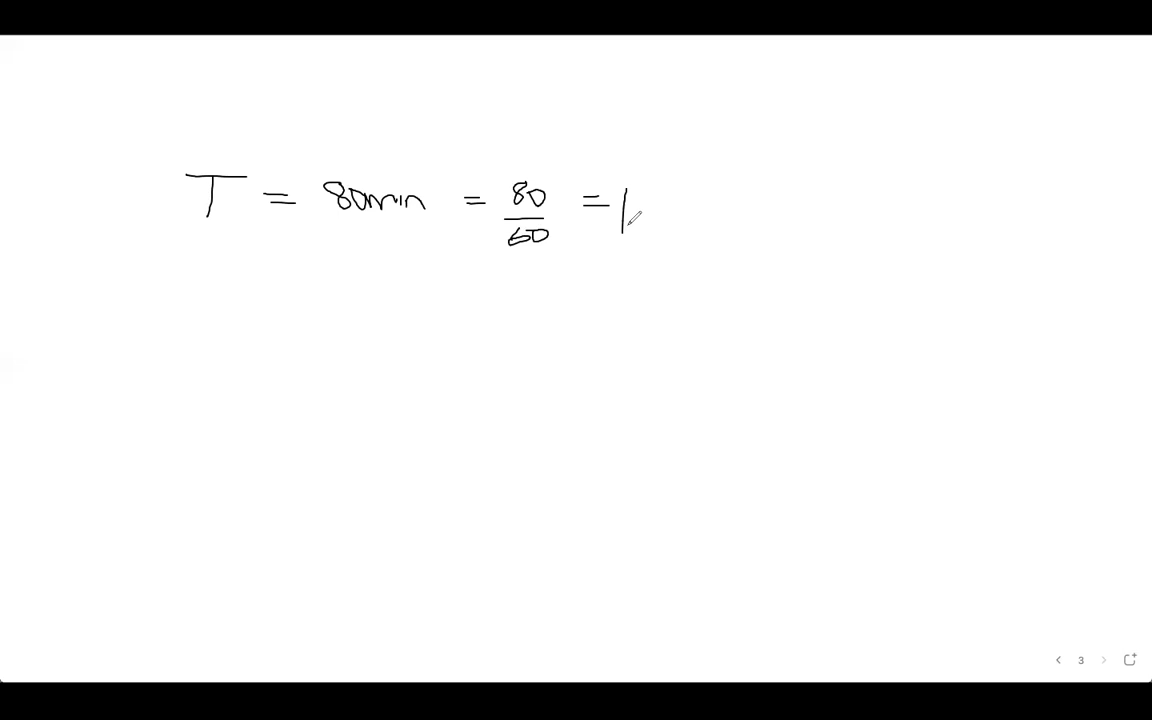 T = 80min = 80/60 = 1
3